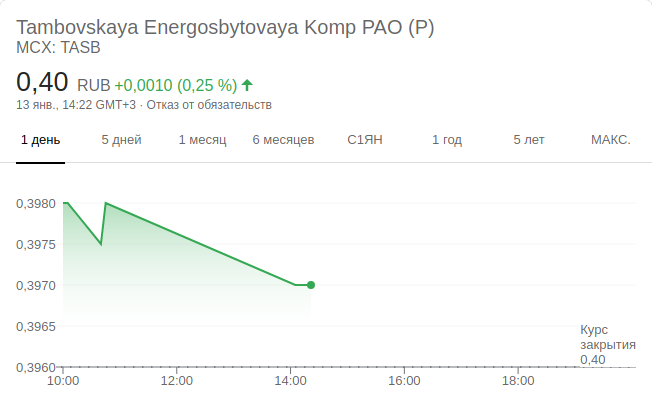 Tambovskaya Energosbytovaya Komp PAO (P)
MCX: TASB
0,40 RUB +0,0010 (0,25 %)
13 янв., 14:22 GMT+3 · Отказ от обязательств
1 день 5 дней 1 месяц 6 месяцев С1ЯН 1 год 5 лет МАКС.
0,3980
0,3975
0,3970
0,3965
Курс
закрытия
0,40
0,3960
10:00 12:00 14:00 16:00 18:00